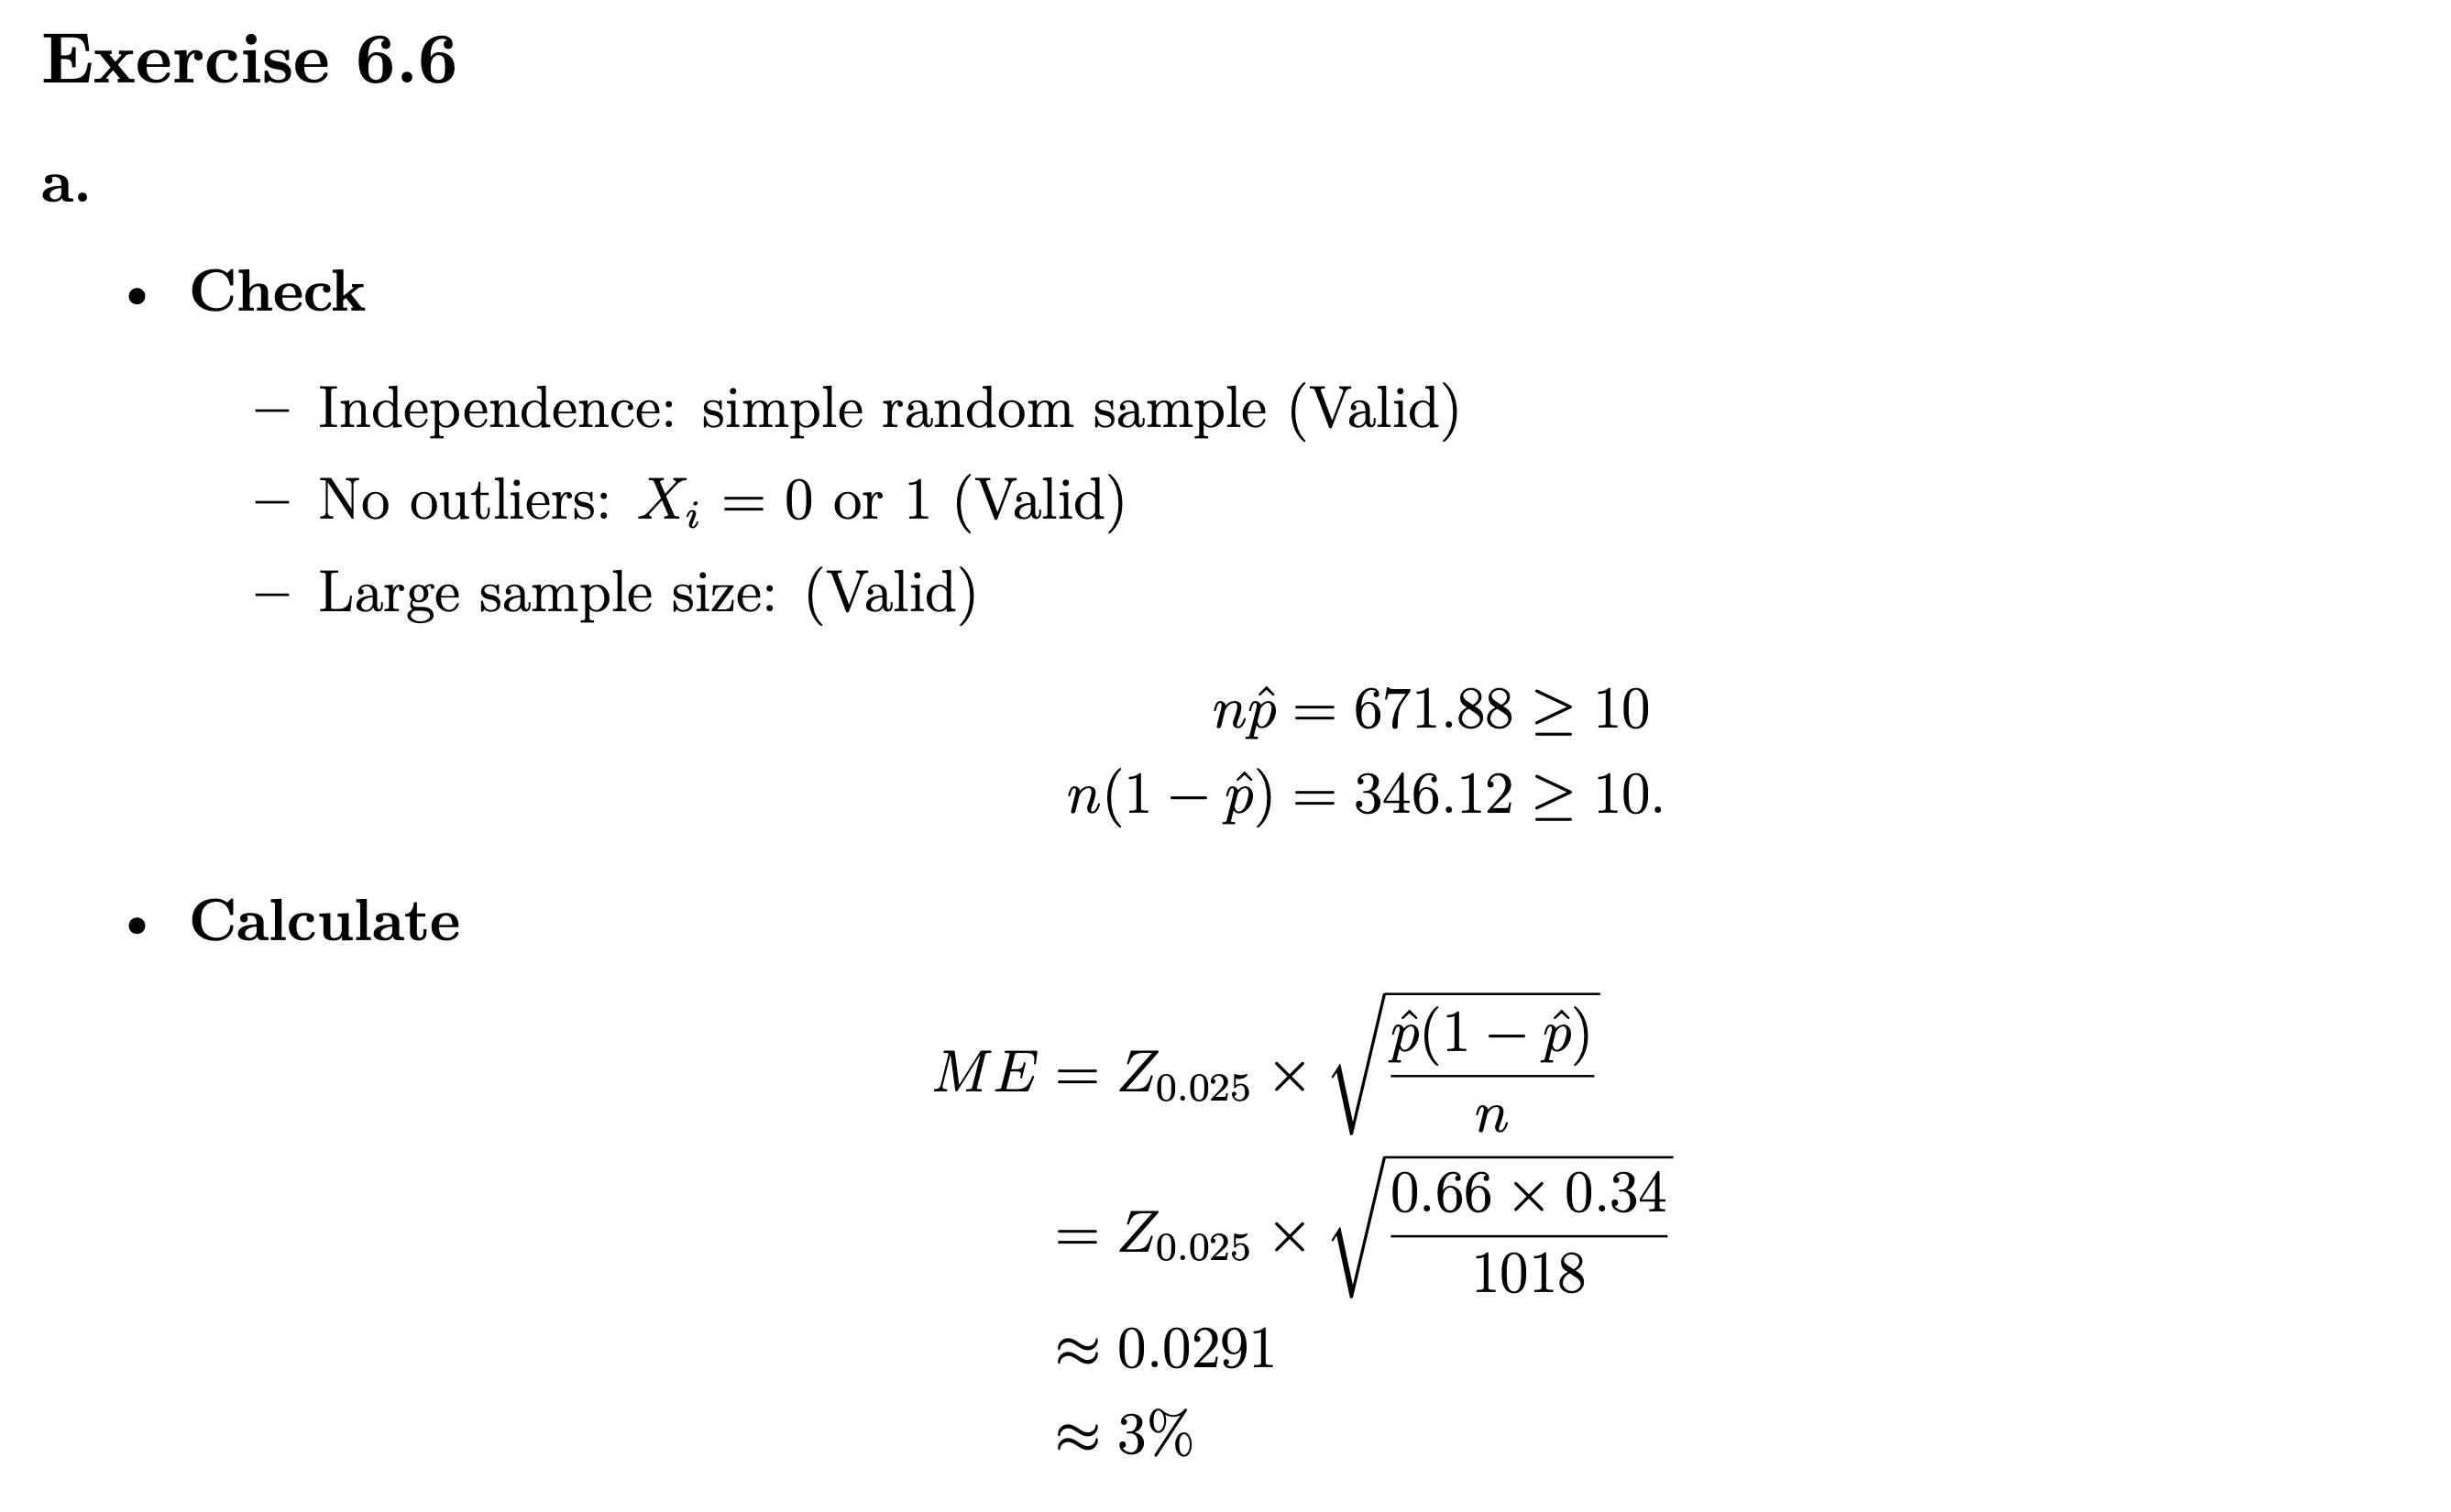 Exercise 6.6
a.
• Check
– Independence: simple random sample (Valid)
– No outliers: $X_i = 0$ or 1 (Valid)
– Large sample size: (Valid)
$n\hat{p} = 671.88 \geq 10$
$n(1 - \hat{p}) = 346.12 \geq 10.$
• Calculate
$ME = Z_{0.025} \times \sqrt{\frac{\hat{p}(1 - \hat{p})}{n}}$
$= Z_{0.025} \times \sqrt{\frac{0.66 \times 0.34}{1018}}$
$\approx 0.0291$
$\approx 3\%$